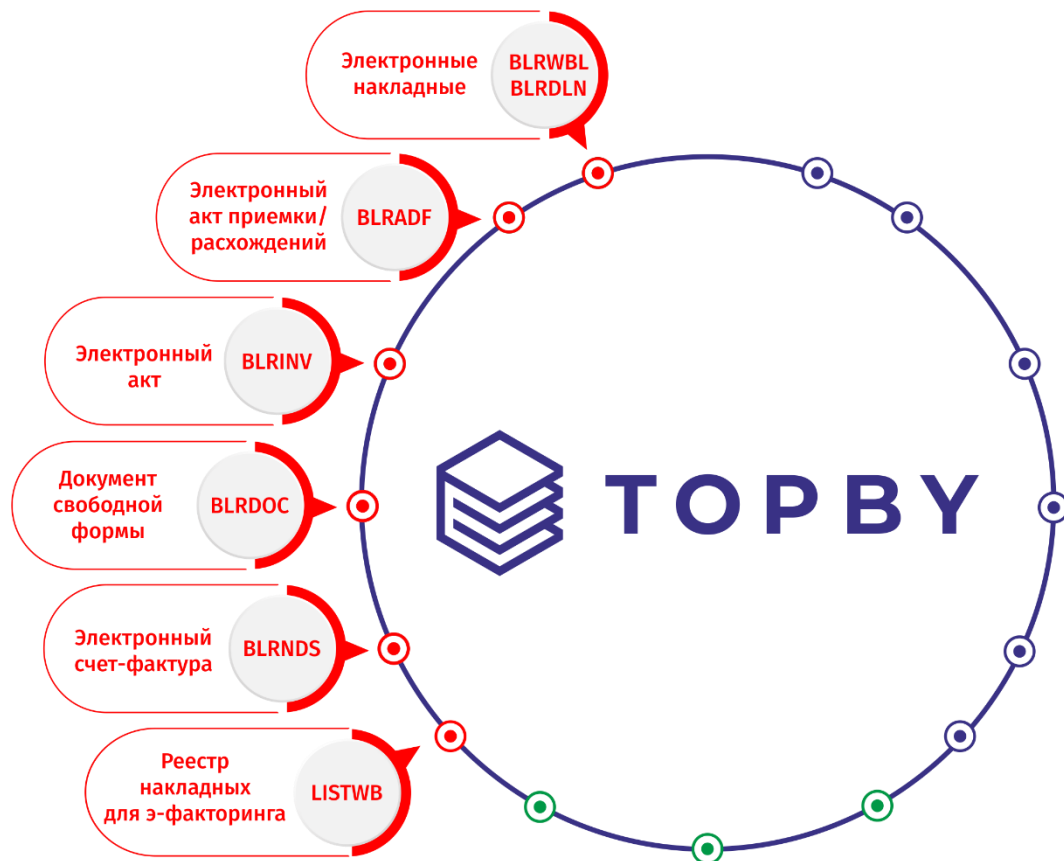 Электронные
накладные
BLRWBL
BLRDLN
Электронный
акт приемки/
расхождений
BLRADF
Электронный
акт
BLRINV
Документ
свободной
формы
BLRDOC
TOPBY
Электронный
счет-фактура
BLRNDS
Реестр
накладных
для э-факторинга
LISTWB